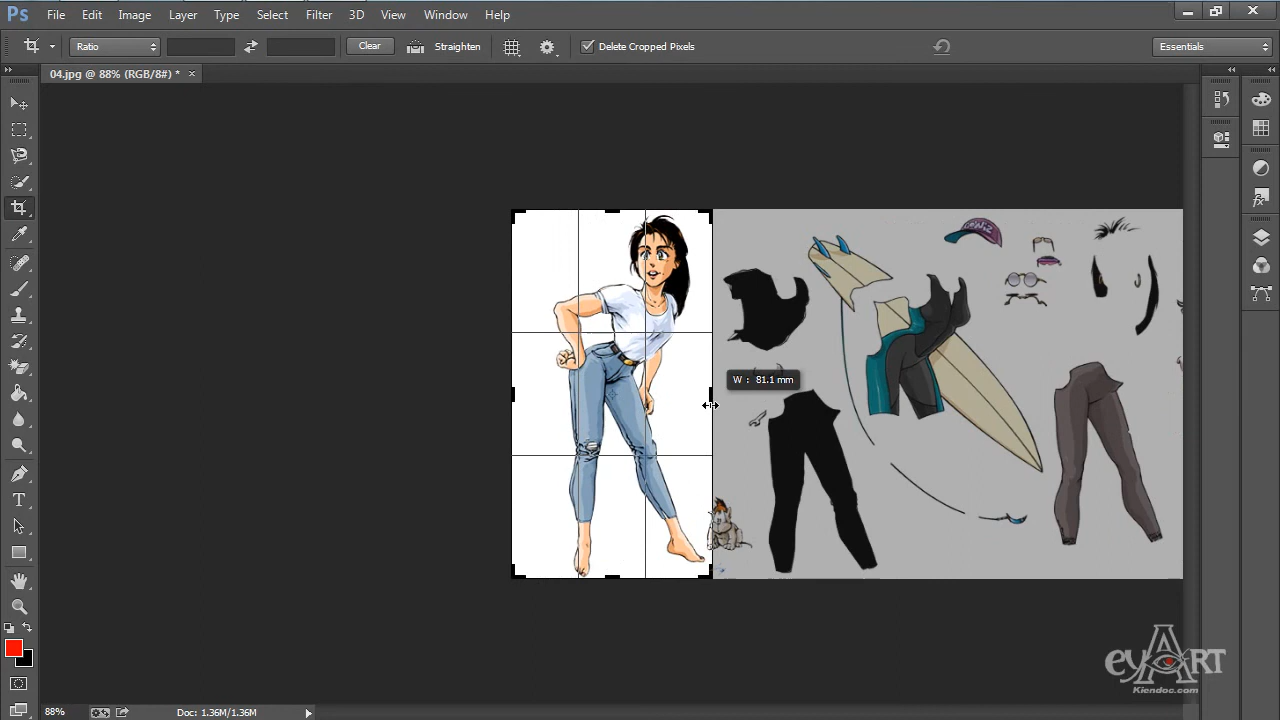 Ps File Edit Image Layer Type Select Filter 3D View Window Help
Ratio Clear Straighten Delete Cropped Pixels Essentials
04.jpg @ 88% (RGB/8#) *
W : 81.1 mm
eyArt
Kiendoc.com
88% Doc: 1.36M/1.36M